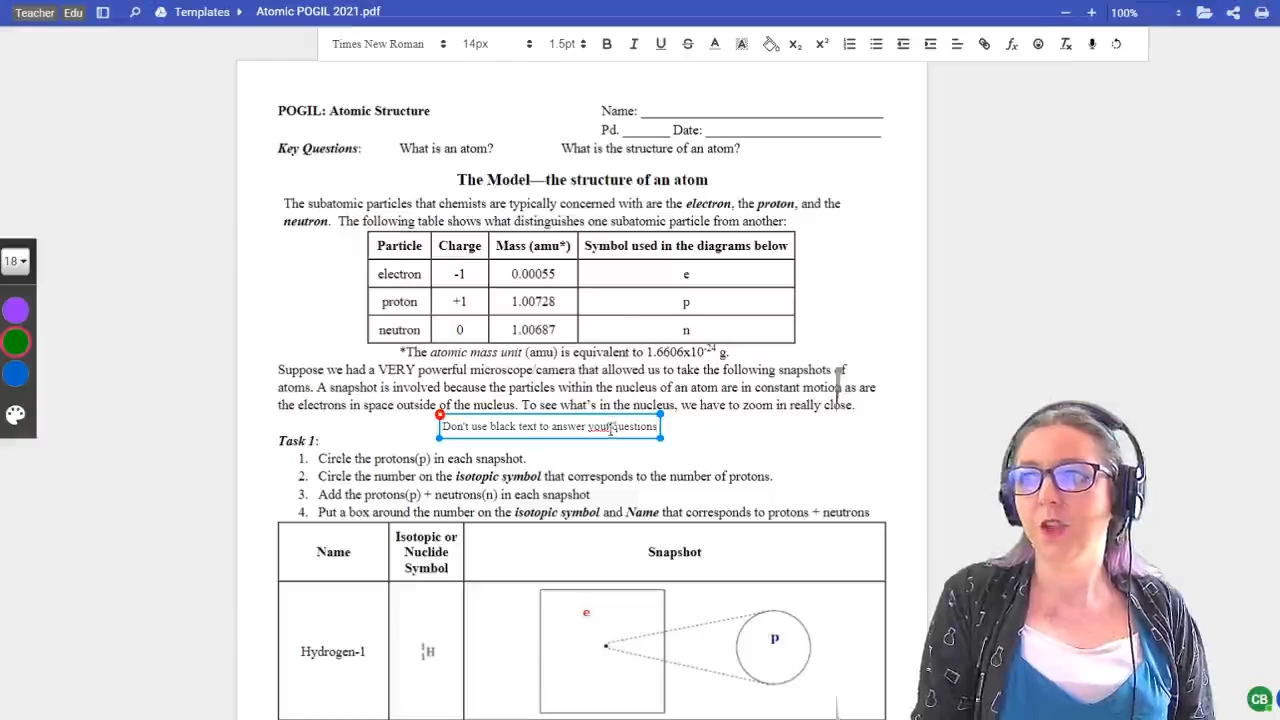 Teacher Edu Templates Atomic POGIL 2021.pdf 100%
Times New Roman 14px 1.5pt B I U S A A X₂ X² fx
POGIL: Atomic Structure Name: ____________
Pd. ______ Date: ____________
Key Questions: What is an atom? What is the structure of an atom?
The Model—the structure of an atom
The subatomic particles that chemists are typically concerned with are the electron, the proton, and the
neutron. The following table shows what distinguishes one subatomic particle from another:
Particle Charge Mass (amu*) Symbol used in the diagrams below
electron -1 0.00055 e
proton +1 1.00728 p
neutron 0 1.00687 n
*The atomic mass unit (amu) is equivalent to 1.6606x10⁻²⁴ g.
Suppose we had a VERY powerful microscope/camera that allowed us to take the following snapshots of
atoms. A snapshot is involved because the particles within the nucleus of an atom are in constant motion as are
the electrons in space outside of the nucleus. To see what's in the nucleus, we have to zoom in really close.
Don't use black text to answer your questions
Task 1:
1. Circle the protons(p) in each snapshot.
2. Circle the number on the isotopic symbol that corresponds to the number of protons.
3. Add the protons(p) + neutrons(n) in each snapshot
4. Put a box around the number on the isotopic symbol and Name that corresponds to protons + neutrons
Name Isotopic or Snapshot
Nuclide
Symbol
Hydrogen-1 ¹₁H e p
18
CB